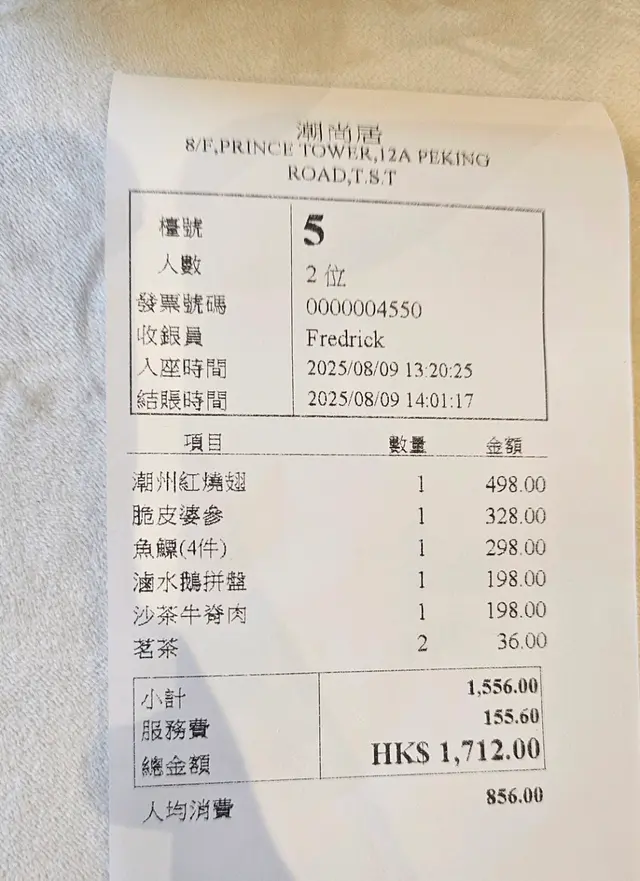 潮尚居
8/F,PRINCE TOWER,12A PEKING
ROAD,T.S.T
檯號 5
人數 2 位
發票號碼 0000004550
收銀員 Fredrick
入座時間 2025/08/09 13:20:25
結賬時間 2025/08/09 14:01:17
項目 數量 金額
潮州紅燒翅 1 498.00
脆皮婆參 1 328.00
魚鰾(4件) 1 298.00
滷水鵝拼盤 1 198.00
沙茶牛脊肉 1 198.00
茗茶 2 36.00
小計 1,556.00
服務費 155.60
總金額 HK$ 1,712.00
人均消費 856.00